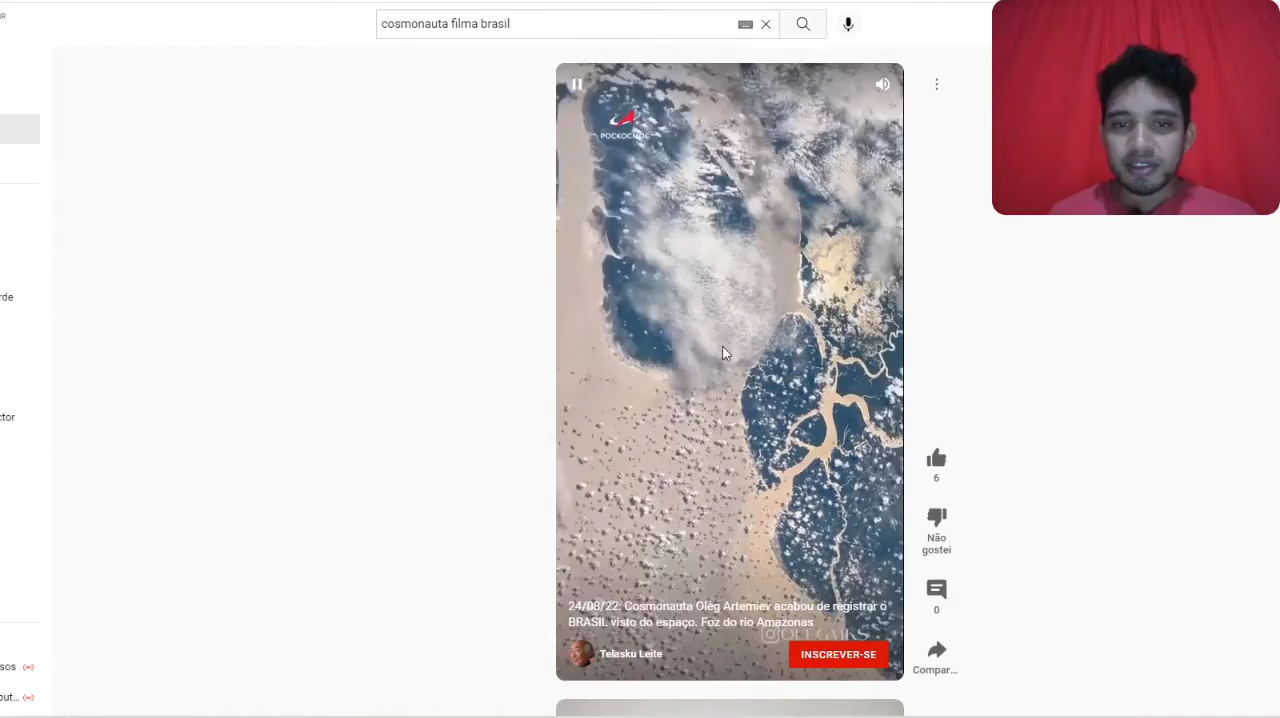 BR
cosmonauta filma brasil
РОСКОСМОС
rde
ctor
6
Não
gostei
0
24/08/22: Cosmonauta Oleg Artemiev acabou de registrar o
BRASIL visto do espaço. Foz do rio Amazonas
Telasku Leite
INSCREVER-SE
Compar...
sos
out...